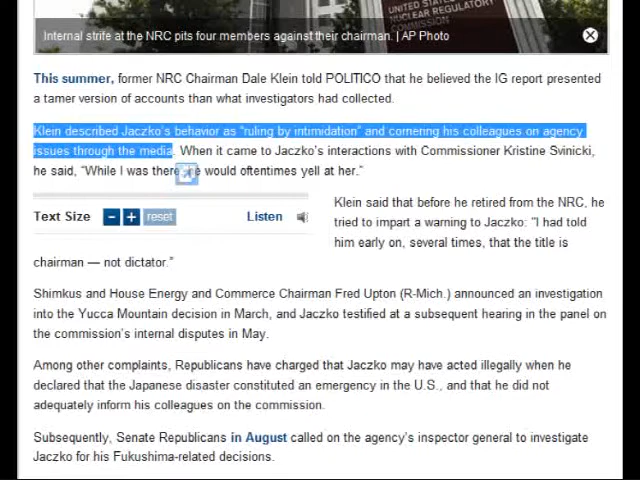 UNITED STATES
NUCLEAR REGULATORY
COMMISSION
Internal strife at the NRC pits four members against their chairman. | AP Photo
This summer, former NRC Chairman Dale Klein told POLITICO that he believed the IG report presented
a tamer version of accounts than what investigators had collected.
Klein described Jaczko's behavior as "ruling by intimidation" and cornering his colleagues on agency
issues through the media. When it came to Jaczko's interactions with Commissioner Kristine Svinicki,
he said, "While I was there, he would oftentimes yell at her."
Text Size − + reset Listen
Klein said that before he retired from the NRC, he
tried to impart a warning to Jaczko: "I had told
him early on, several times, that the title is
chairman — not dictator."
Shimkus and House Energy and Commerce Chairman Fred Upton (R-Mich.) announced an investigation
into the Yucca Mountain decision in March, and Jaczko testified at a subsequent hearing in the panel on
the commission's internal disputes in May.
Among other complaints, Republicans have charged that Jaczko may have acted illegally when he
declared that the Japanese disaster constituted an emergency in the U.S., and that he did not
adequately inform his colleagues on the commission.
Subsequently, Senate Republicans in August called on the agency's inspector general to investigate
Jaczko for his Fukushima-related decisions.